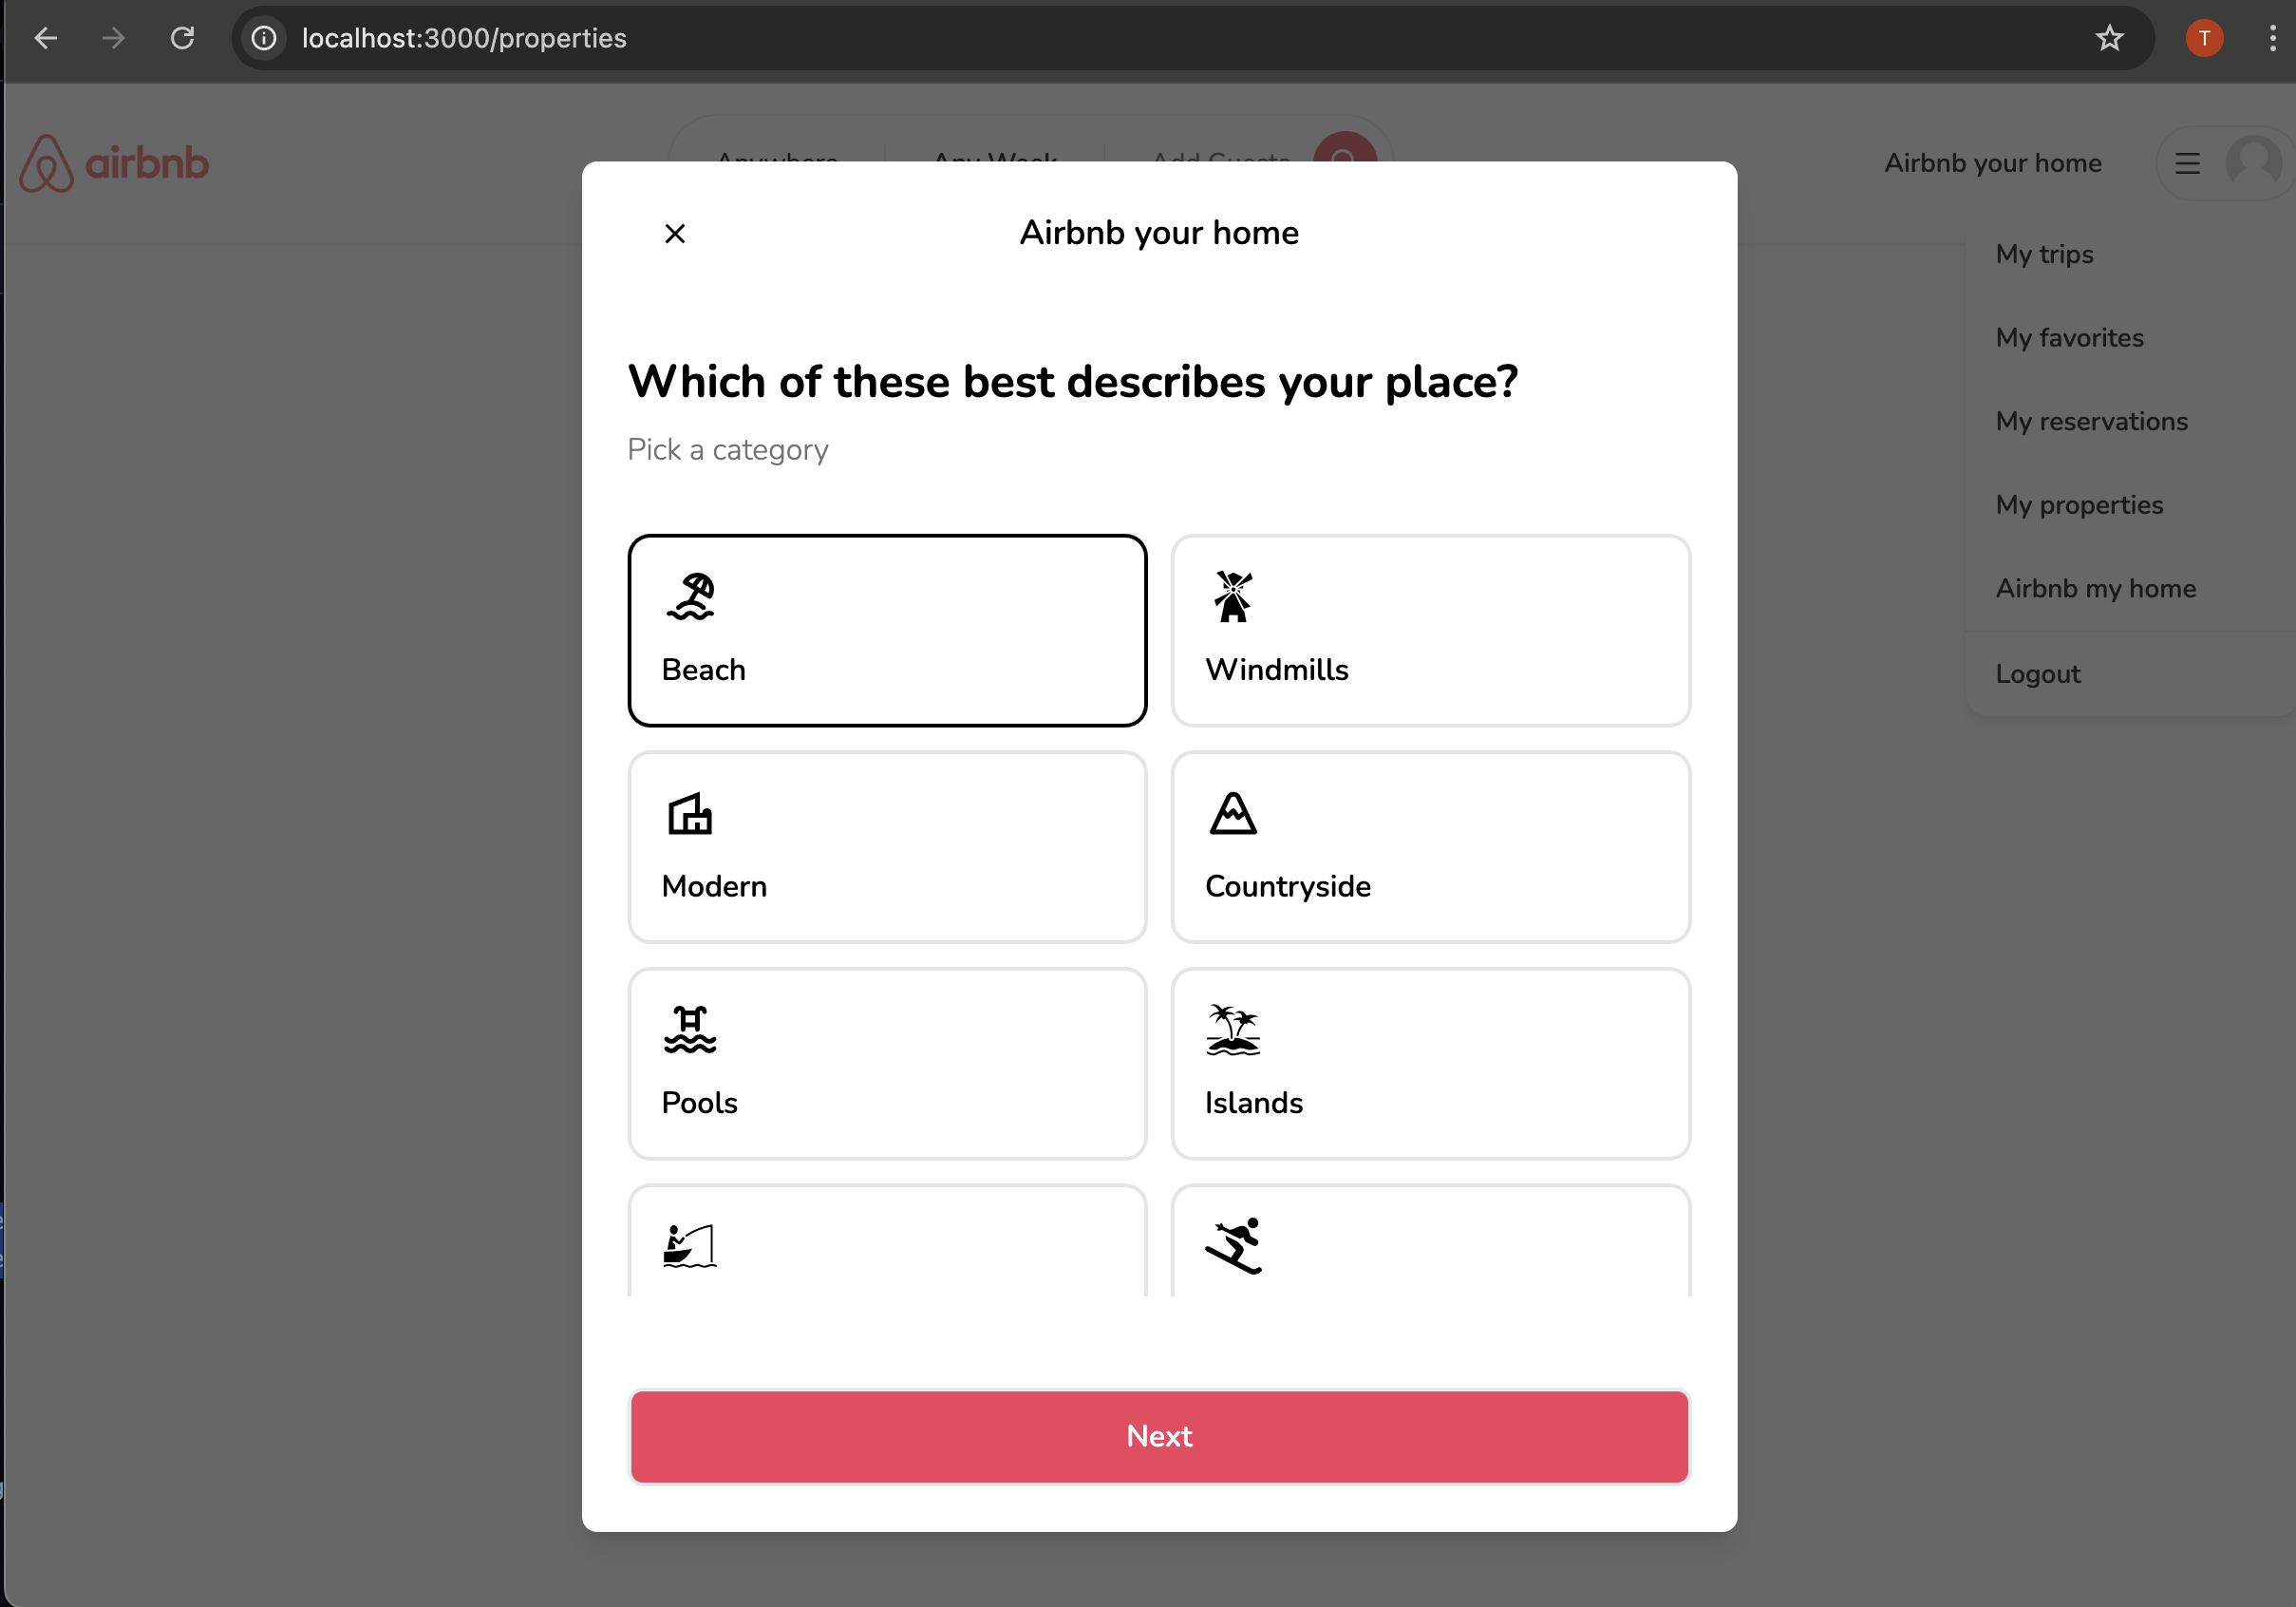 localhost:3000/properties
T
airbnb
Anywhere
Any Week
Add Guests
Airbnb your home
My trips
My favorites
My reservations
My properties
Airbnb my home
Logout
Airbnb your home
Which of these best describes your place?
Pick a category
Beach
Windmills
Modern
Countryside
Pools
Islands
Next